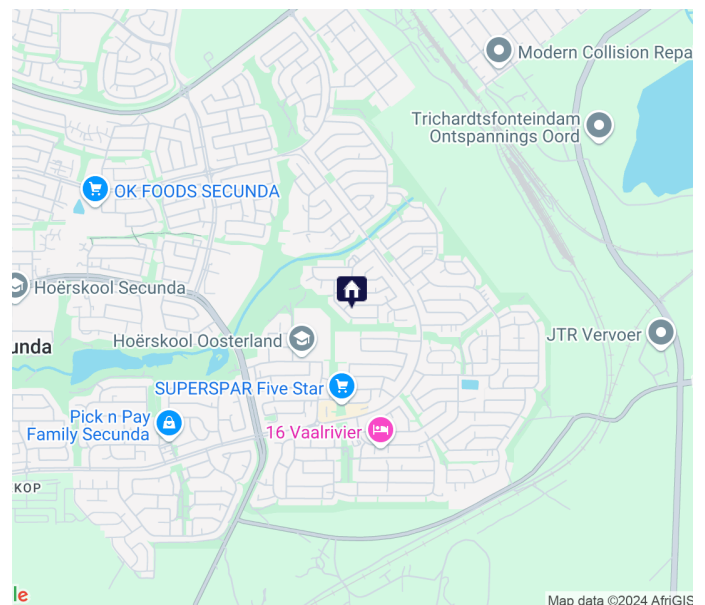 Modern Collision Repa
Trichardtsfonteindam
Ontspannings Oord
OK FOODS SECUNDA
Hoërskool Secunda
JTR Vervoer
Hoërskool Oosterland
unda
SUPERSPAR Five Star
Pick n Pay
Family Secunda
16 Vaalrivier
KOP
le
Map data ©2024 AfriGIS